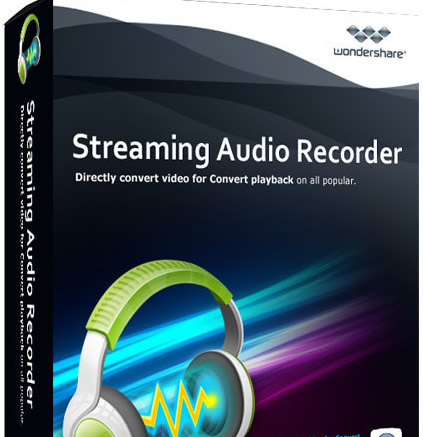 wondershare
Streaming Audio Recorder
Directly convert video for Convert playback on all popular.
Streaming Audio Recorder
Directly convert video for Convert playback on all popular.